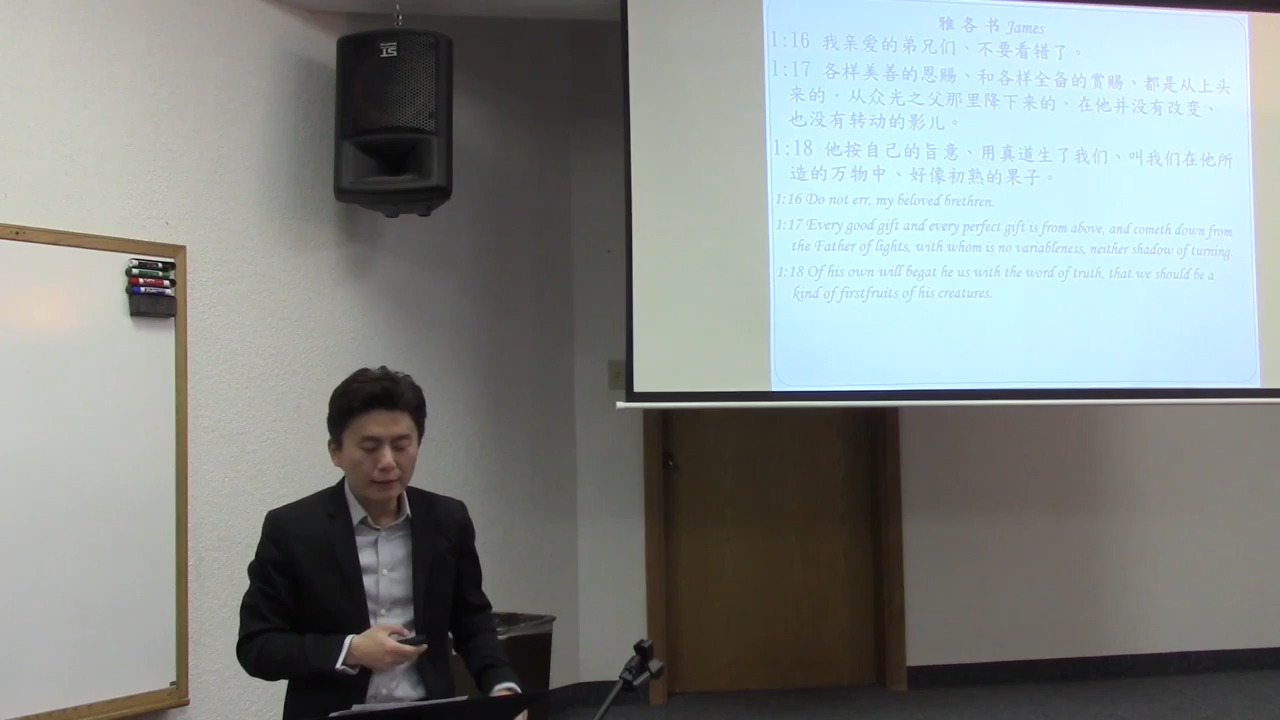 雅各书 James
1:16 我亲爱的弟兄们、不要看错了。
1:17 各样美善的恩赐、和各样全备的赏赐、都是从上头
来的．从众光之父那里降下来的．在他并没有改变、
也没有转动的影儿。
1:18 他按自己的旨意、用真道生了我们、叫我们在他所
造的万物中、好像初熟的果子。
1:16 Do not err, my beloved brethren.
1:17 Every good gift and every perfect gift is from above, and cometh down from
the Father of lights, with whom is no variableness, neither shadow of turning.
1:18 Of his own will begat he us with the word of truth, that we should be a
kind of firstfruits of his creatures.